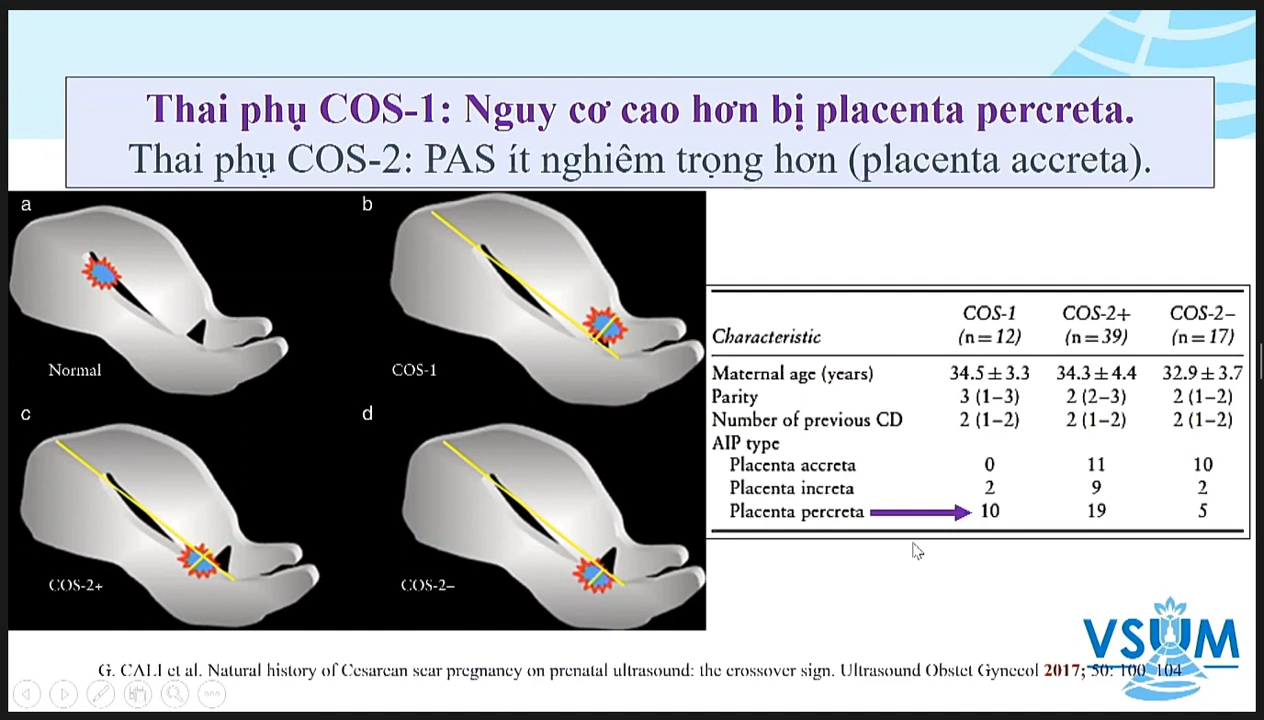 Thai phụ COS-1: Nguy cơ cao hơn bị placenta percreta.
Thai phụ COS-2: PAS ít nghiêm trọng hơn (placenta accreta).
a
b
Normal
COS-1
c
d
COS-2+
COS-2–
COS-1 COS-2+ COS-2–
Characteristic (n=12) (n=39) (n=17)
Maternal age (years) 34.5±3.3 34.3±4.4 32.9±3.7
Parity 3 (1–3) 2 (2–3) 2 (1–2)
Number of previous CD 2 (1–2) 2 (1–2) 2 (1–2)
AIP type
Placenta accreta 0 11 10
Placenta increta 2 9 2
Placenta percreta 10 19 5
VSUM
G. CALI et al. Natural history of Cesarean scar pregnancy on prenatal ultrasound: the crossover sign. Ultrasound Obstet Gynecol 2017; 50: 100–104